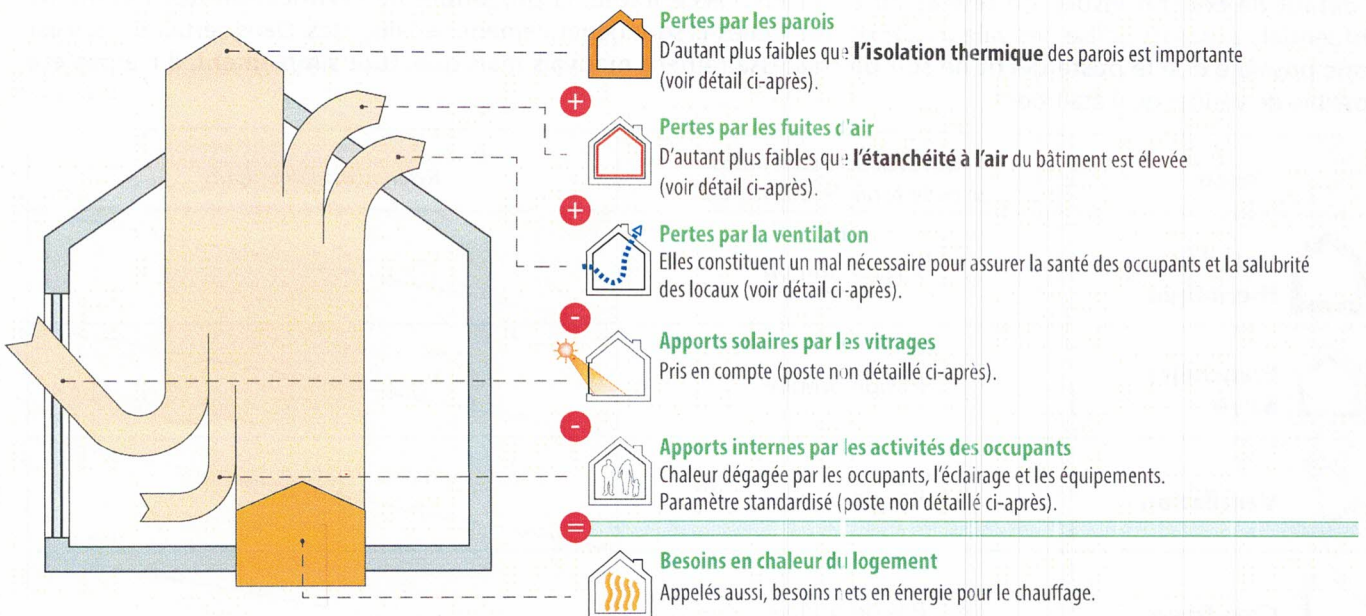 Pertes par les parois
D'autant plus faibles que l'isolation thermique des parois est importante
(voir détail ci-après).
+
Pertes par les fuites d'air
D'autant plus faibles que l'étanchéité à l'air du bâtiment est élevée
(voir détail ci-après).
+
Pertes par la ventilation
Elles constituent un mal nécessaire pour assurer la santé des occupants et la salubrité
des locaux (voir détail ci-après).
-
Apports solaires par les vitrages
Pris en compte (poste non détaillé ci-après).
-
Apports internes par les activités des occupants
Chaleur dégagée par les occupants, l'éclairage et les équipements.
Paramètre standardisé (poste non détaillé ci-après).
=
Besoins en chaleur du logement
Appelés aussi, besoins nets en énergie pour le chauffage.